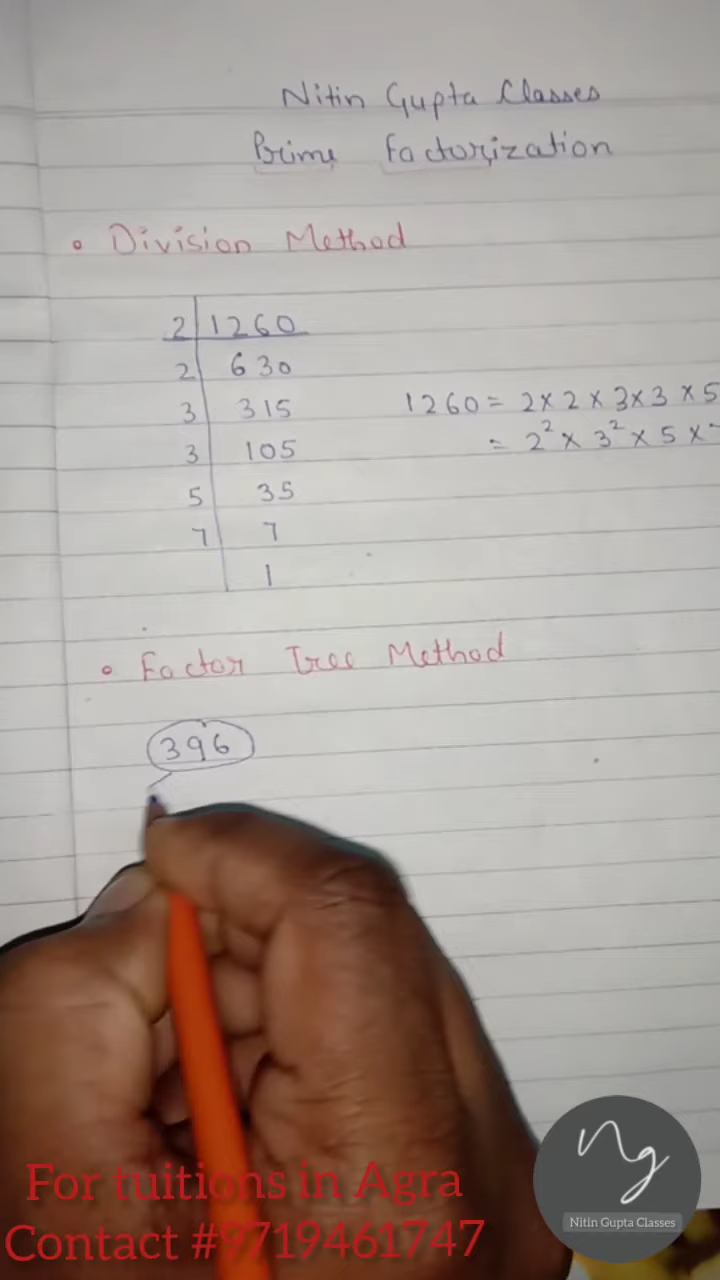 Nitin Gupta Classes
Prime Factorization
• Division Method
2 | 1260
2 | 630
3 | 315
3 | 105
5 | 35
7 | 7
1
1260 = 2 × 2 × 3 × 3 × 5
= 2² × 3² × 5 ×
• Factor Tree Method
396
For tuitions in Agra
Contact #9719461747
ng
Nitin Gupta Classes